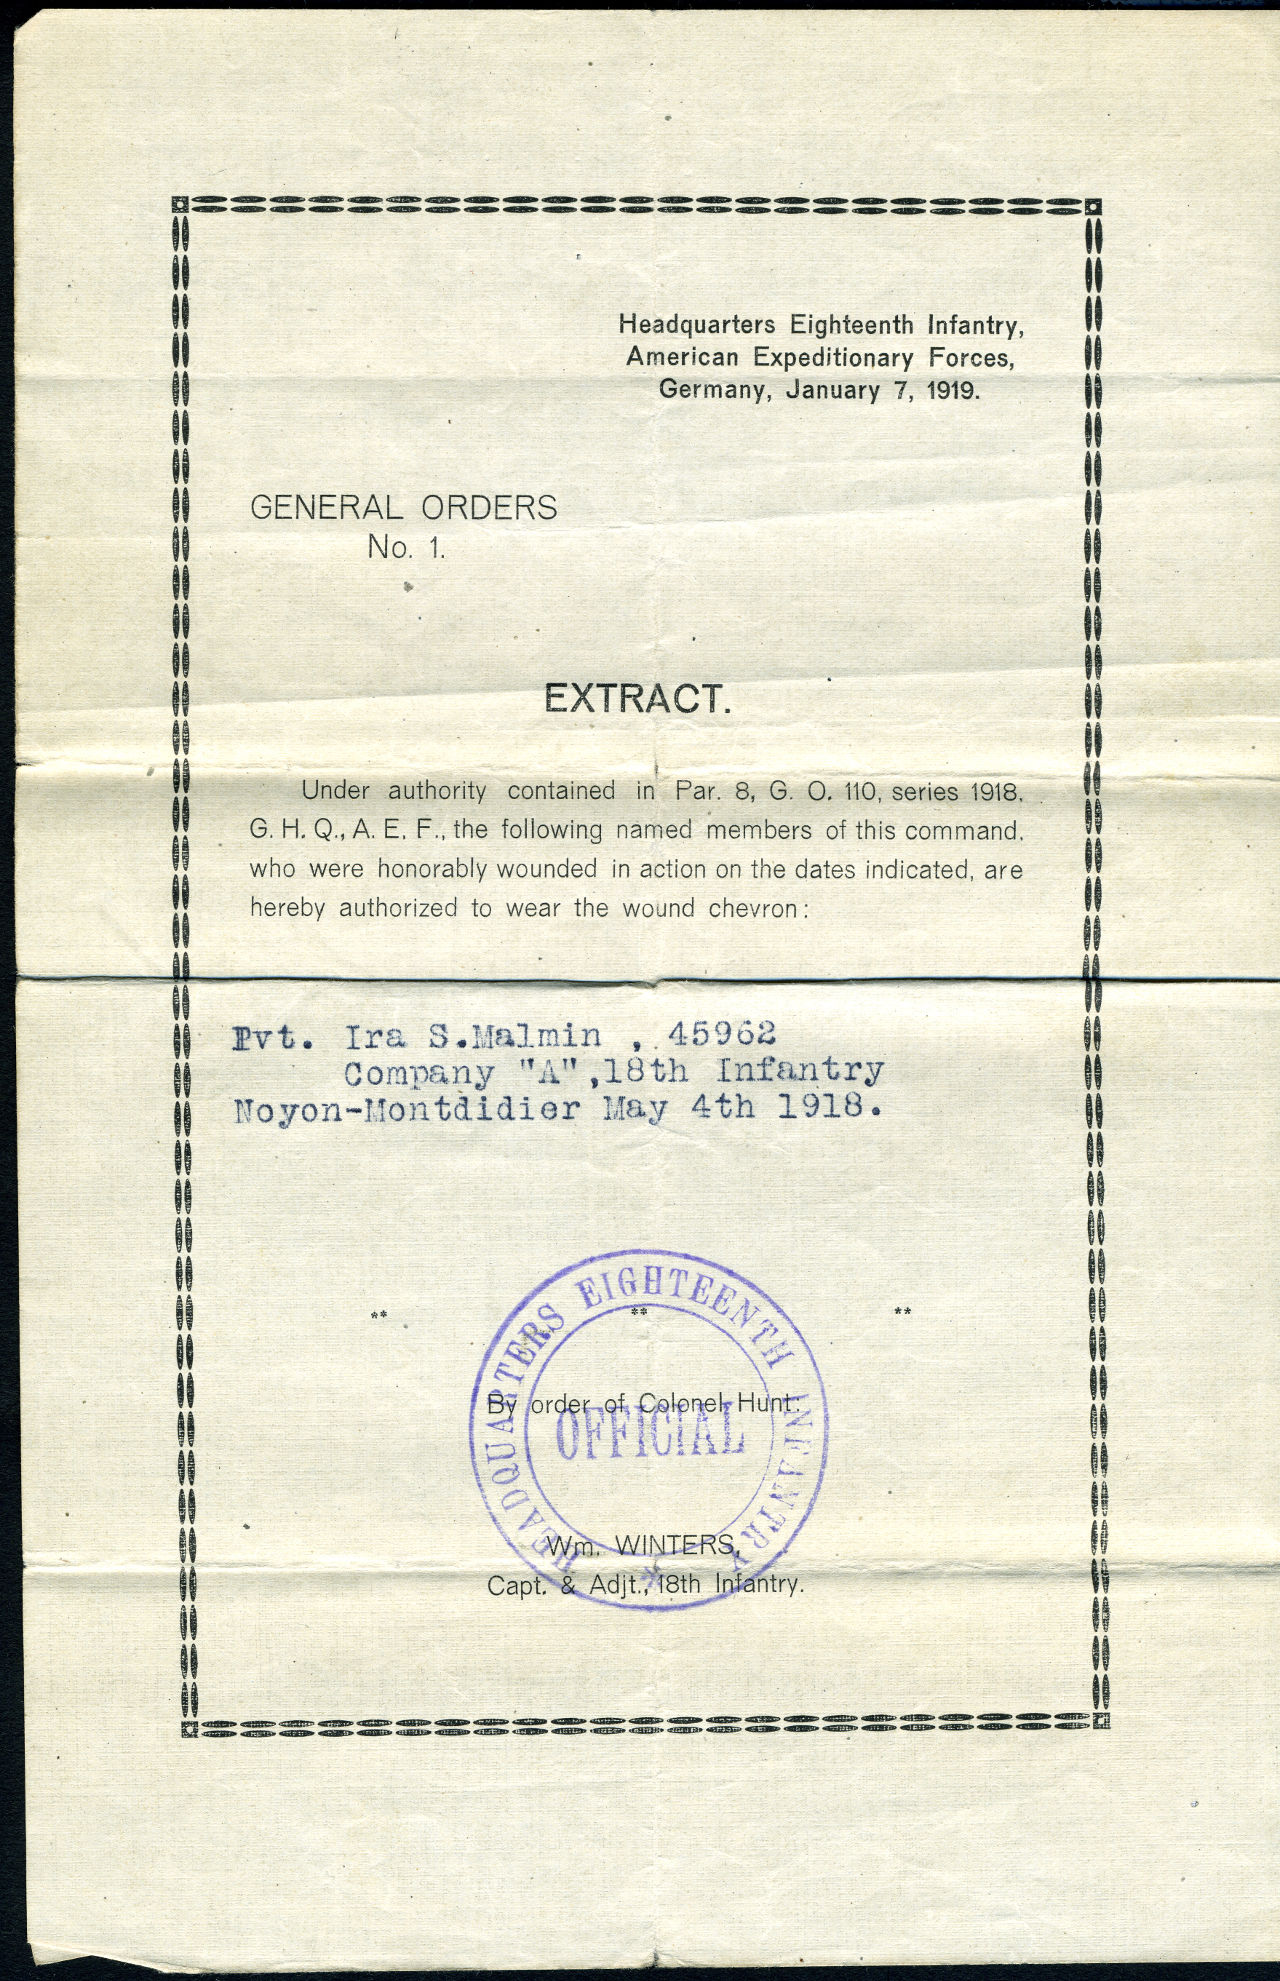 Headquarters Eighteenth Infantry,
American Expeditionary Forces,
Germany, January 7, 1919.
GENERAL ORDERS
No. 1.
EXTRACT.
Under authority contained in Par. 8, G. O. 110, series 1918,
G. H. Q., A. E. F., the following named members of this command,
who were honorably wounded in action on the dates indicated, are
hereby authorized to wear the wound chevron:
Pvt. Ira S.Malmin , 45962
Company "A",18th Infantry
Noyon-Montdidier May 4th 1918.
** ** **
HEADQUARTERS EIGHTEENTH INFANTRY
*
By order of Colonel Hunt:
OFFICIAL
Wm. WINTERS,
Capt. & Adjt., 18th Infantry.